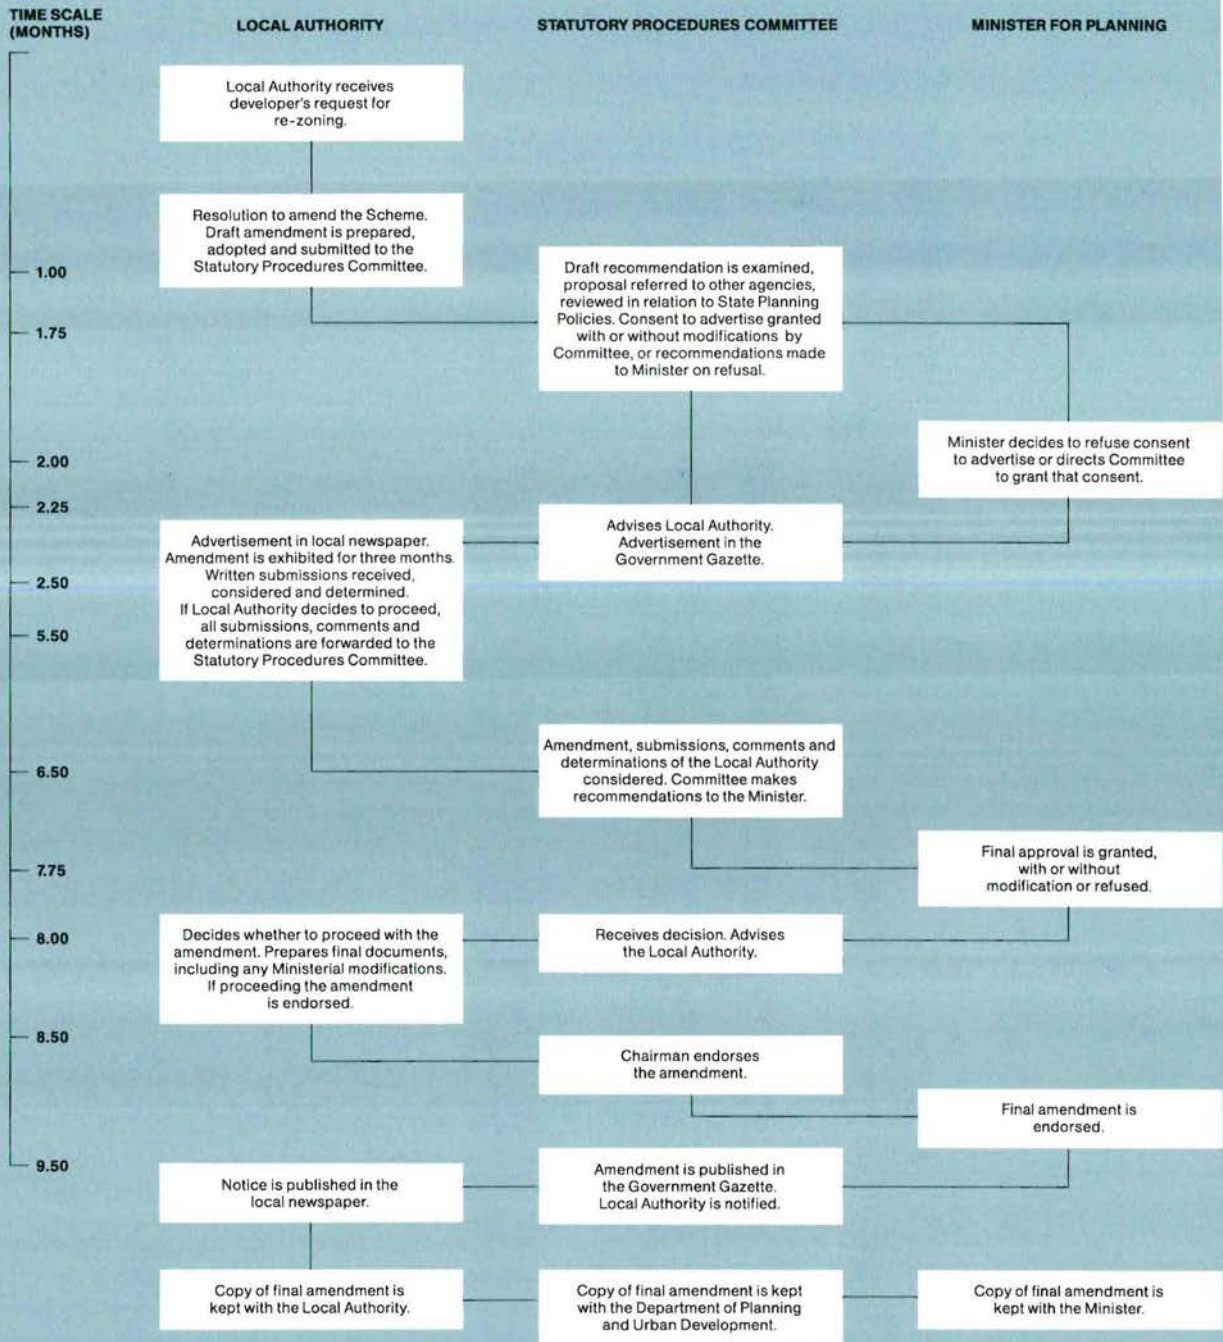 TIME SCALE
(MONTHS)
LOCAL AUTHORITY
STATUTORY PROCEDURES COMMITTEE
MINISTER FOR PLANNING
Local Authority receives
developer's request for
re-zoning.
Resolution to amend the Scheme.
Draft amendment is prepared,
adopted and submitted to the
Statutory Procedures Committee.
1.00
Draft recommendation is examined,
proposal referred to other agencies,
reviewed in relation to State Planning
Policies. Consent to advertise granted
with or without modifications by
Committee, or recommendations made
to Minister on refusal.
1.75
Minister decides to refuse consent
to advertise or directs Committee
to grant that consent.
2.00
2.25
Advises Local Authority.
Advertisement in the
Government Gazette.
Advertisement in local newspaper.
Amendment is exhibited for three months.
Written submissions received,
considered and determined.
If Local Authority decides to proceed,
all submissions, comments and
determinations are forwarded to the
Statutory Procedures Committee.
2.50
5.50
Amendment, submissions, comments and
determinations of the Local Authority
considered. Committee makes
recommendations to the Minister.
6.50
Final approval is granted,
with or without
modification or refused.
7.75
8.00
Receives decision. Advises
the Local Authority.
Decides whether to proceed with the
amendment. Prepares final documents,
including any Ministerial modifications.
If proceeding the amendment
is endorsed.
8.50
Chairman endorses
the amendment.
Final amendment is
endorsed.
9.50
Amendment is published in
the Government Gazette.
Local Authority is notified.
Notice is published in the
local newspaper.
Copy of final amendment is
kept with the Local Authority.
Copy of final amendment is kept
with the Department of Planning
and Urban Development.
Copy of final amendment is
kept with the Minister.